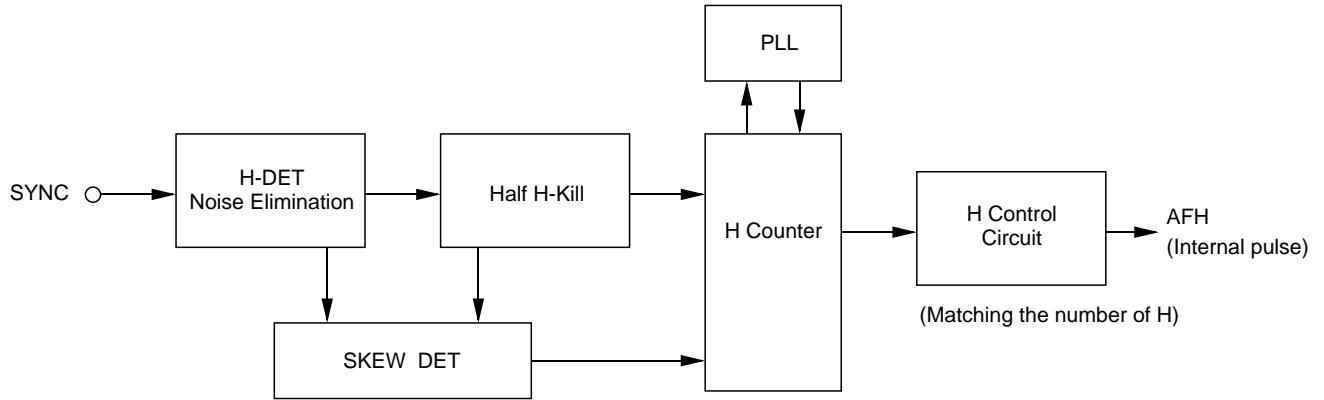 PLL
SYNC
H-DET
Noise Elimination
Half H-Kill
H Counter
H Control
Circuit
AFH
(Internal pulse)
(Matching the number of H)
SKEW DET